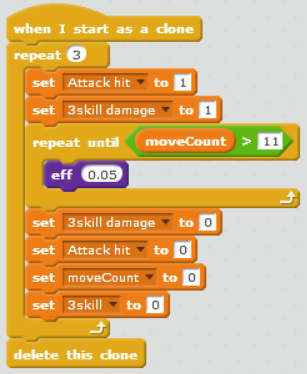 when I start as a clone
repeat 3
set Attack hit to 1
set 3skill damage to 1
repeat until moveCount > 11
eff 0.05
set 3skill damage to 0
set Attack hit to 0
set moveCount to 0
set 3skill to 0
delete this clone